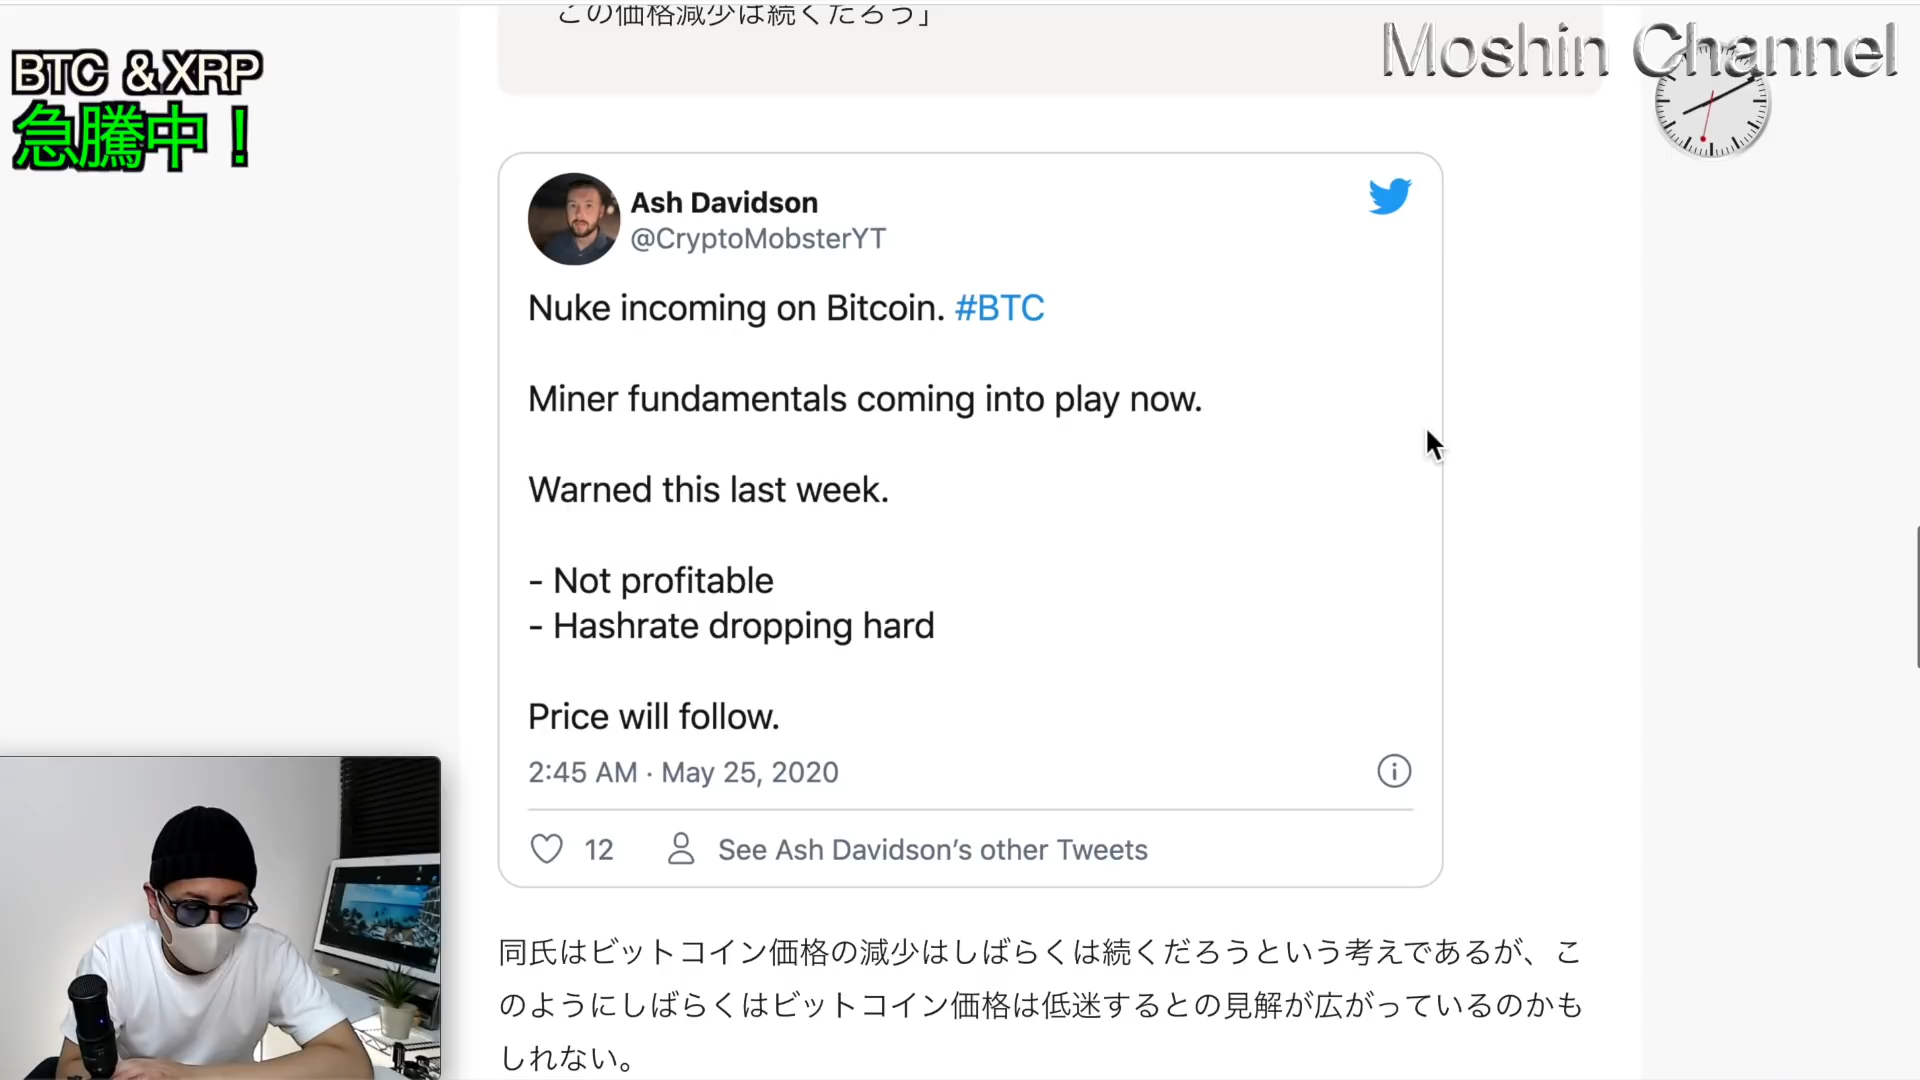 この価格減少は続くだろう」
Moshin Channel
BTC &XRP
急騰中！
Ash Davidson
@CryptoMobsterYT
Nuke incoming on Bitcoin. #BTC
Miner fundamentals coming into play now.
Warned this last week.
- Not profitable
- Hashrate dropping hard
Price will follow.
2:45 AM · May 25, 2020
12
See Ash Davidson’s other Tweets
同氏はビットコイン価格の減少はしばらくは続くだろうという考えであるが、こ
のようにしばらくはビットコイン価格は低迷するとの見解が広がっているのかも
しれない。